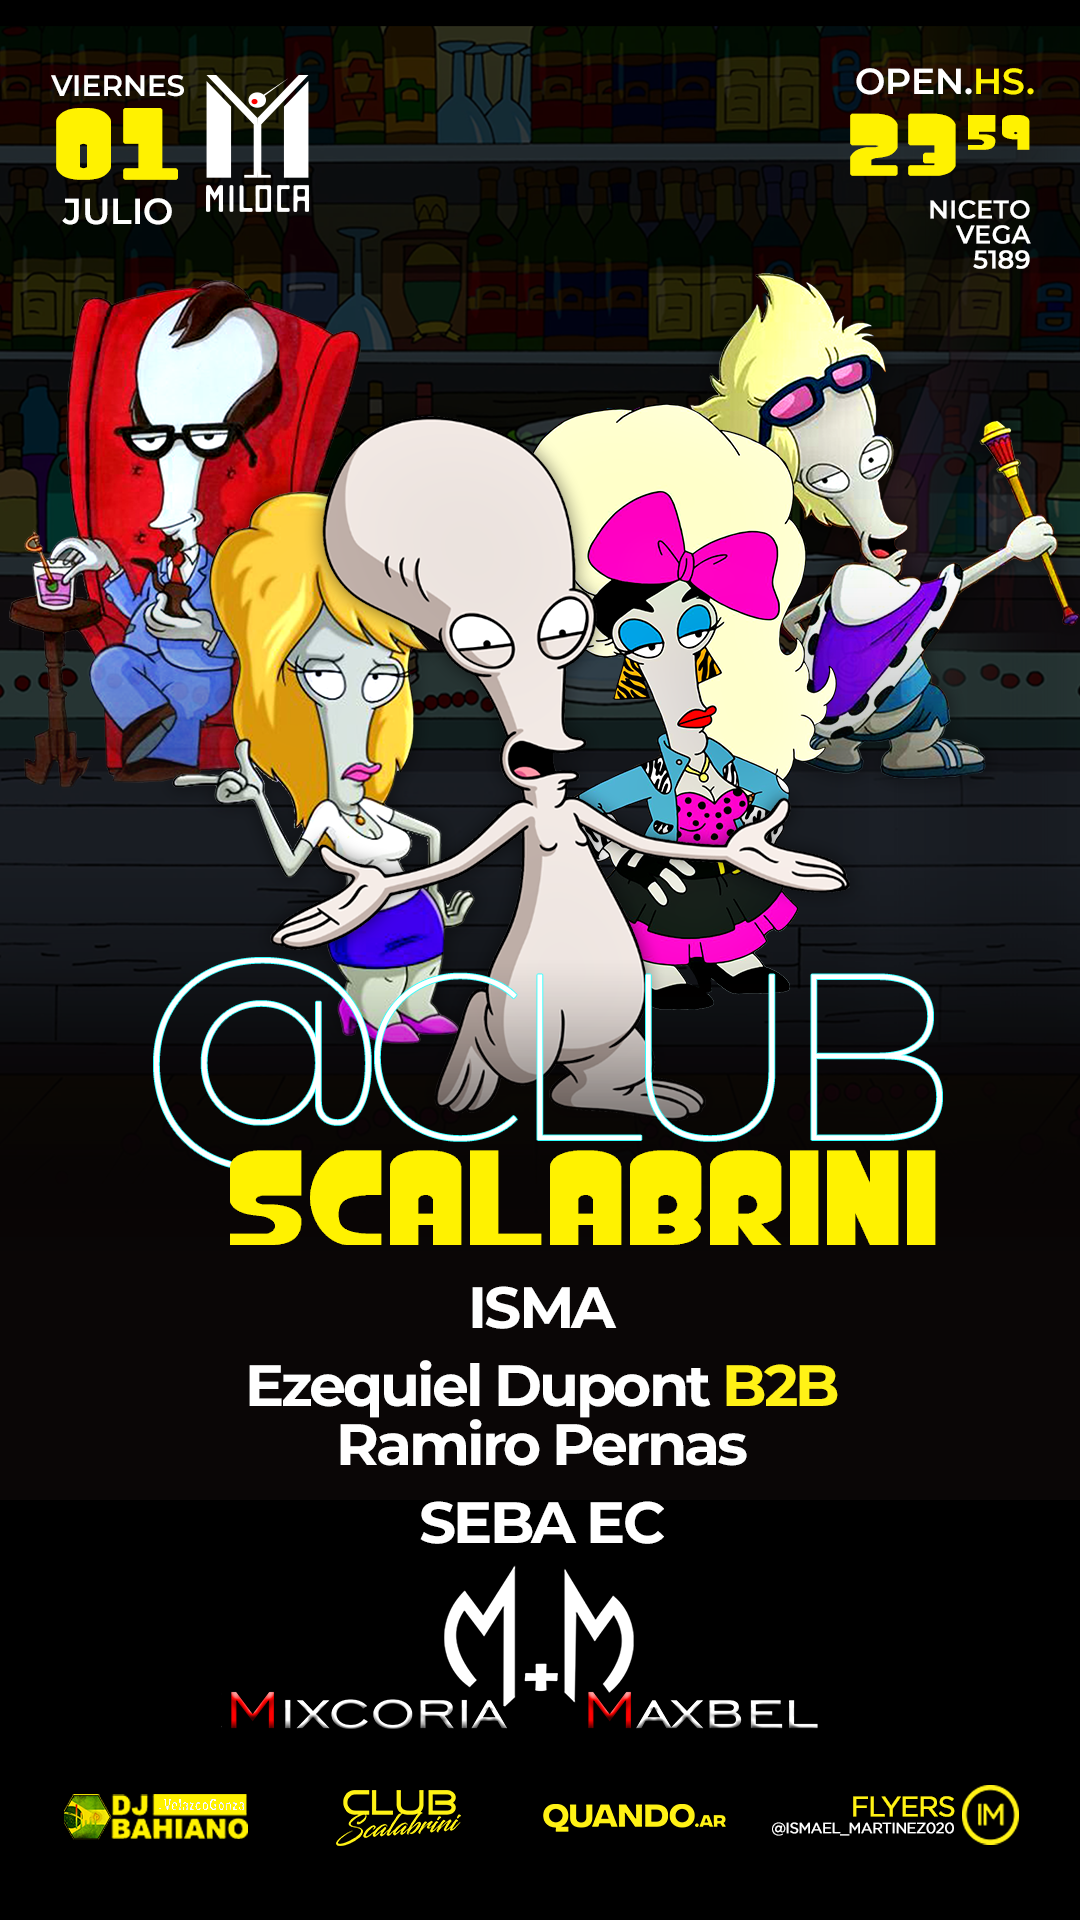 VIERNES
01
JULIO
MILOCA
OPEN.HS.
23 59
NICETO
VEGA
5189
@CLUB
SCALABRINI
ISMA
Ezequiel Dupont B2B
Ramiro Pernas
SEBA EC
M+M
MIXCORIA MAXBEL
DJ
BAHIANO
CLUB
Scalabrini
QUANDO.AR
FLYERS
@ISMAEL_MARTINEZ020
IM